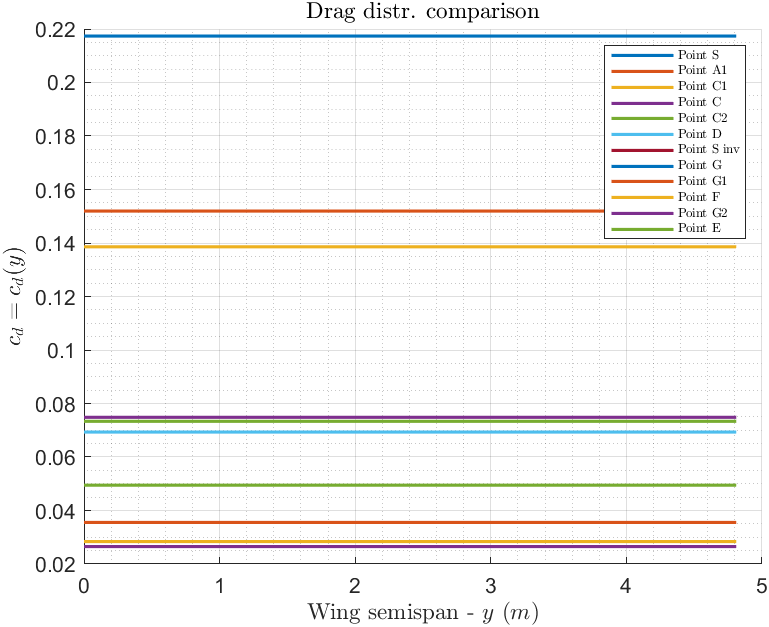 Drag distr. comparison
0.22
0.2
0.18
0.16
0.14
0.12
0.1
0.08
0.06
0.04
0.02
c_d = c_d(y)
Point S
Point A1
Point C1
Point C
Point C2
Point D
Point S inv
Point G
Point G1
Point F
Point G2
Point E
0 1 2 3 4 5
Wing semispan - y (m)